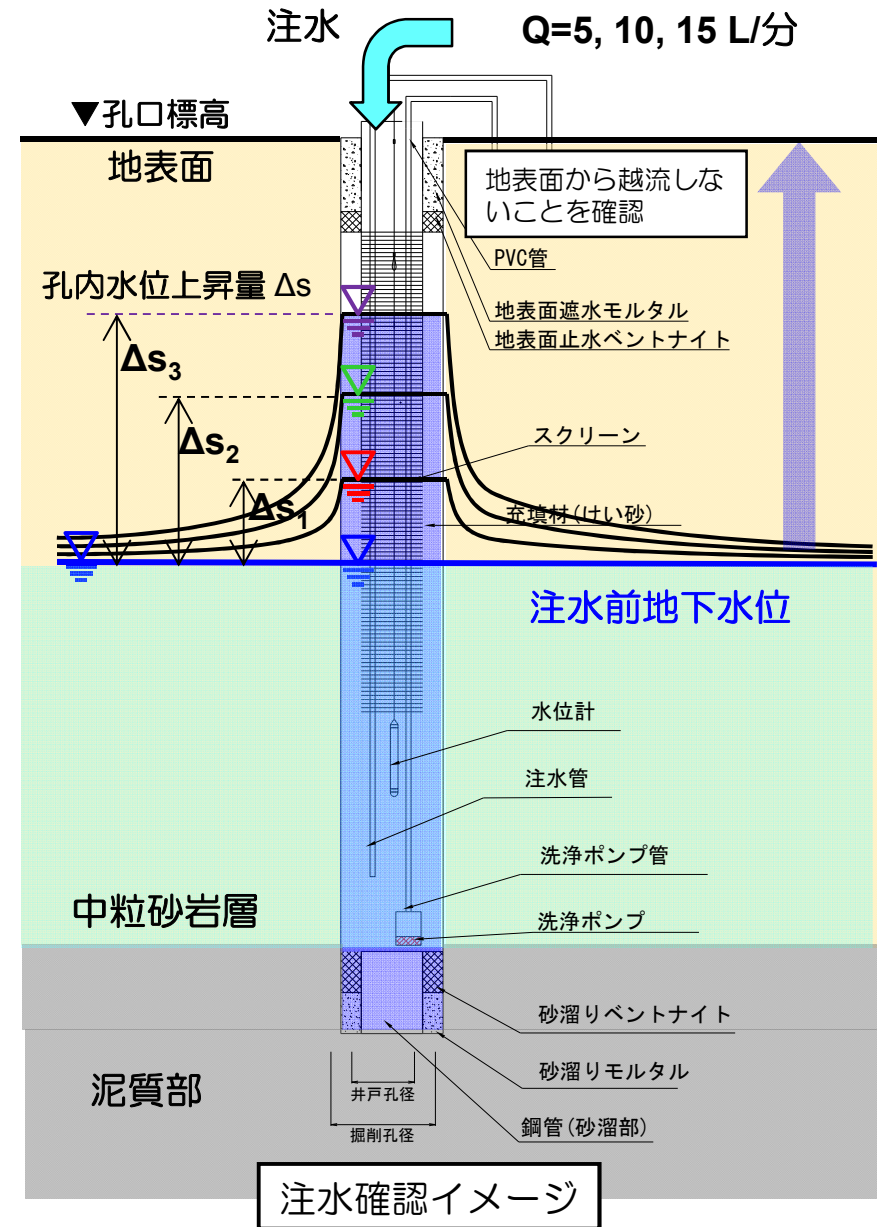 注水
Q=5, 10, 15 L/分
▼孔口標高
地表面
地表面から越流しな
いことを確認
PVC管
孔内水位上昇量 Δs
地表面遮水モルタル
地表面止水ベントナイト
Δs3
Δs2
スクリーン
Δs1
充填材(けい砂)
注水前地下水位
水位計
注水管
洗浄ポンプ管
中粒砂岩層
洗浄ポンプ
砂溜りベントナイト
泥質部
砂溜りモルタル
井戸孔径
鋼管(砂溜部)
掘削孔径
注水確認イメージ